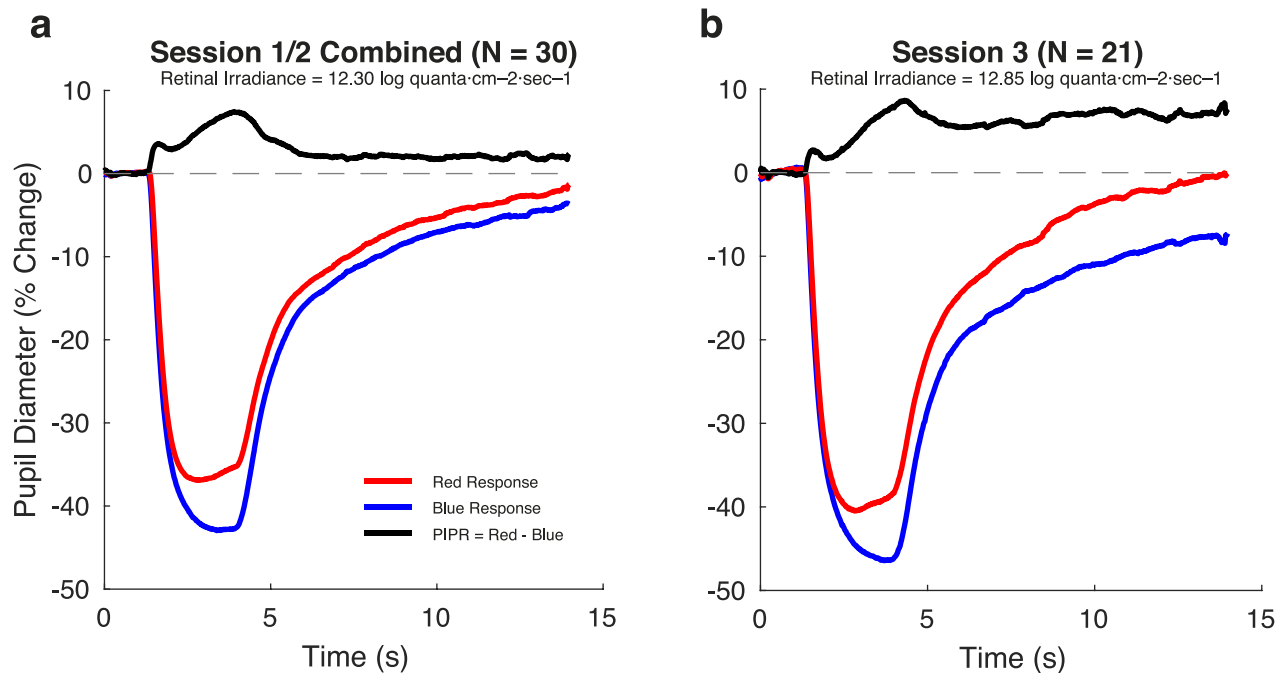 a
Session 1/2 Combined (N = 30)
Retinal Irradiance = 12.30 log quanta·cm–2·sec–1
Pupil Diameter (% Change)
10
0
-10
-20
-30
-40
-50
Red Response
Blue Response
PIPR = Red - Blue
0 5 10 15
Time (s)
b
Session 3 (N = 21)
Retinal Irradiance = 12.85 log quanta·cm–2·sec–1
10
0
-10
-20
-30
-40
-50
0 5 10 15
Time (s)